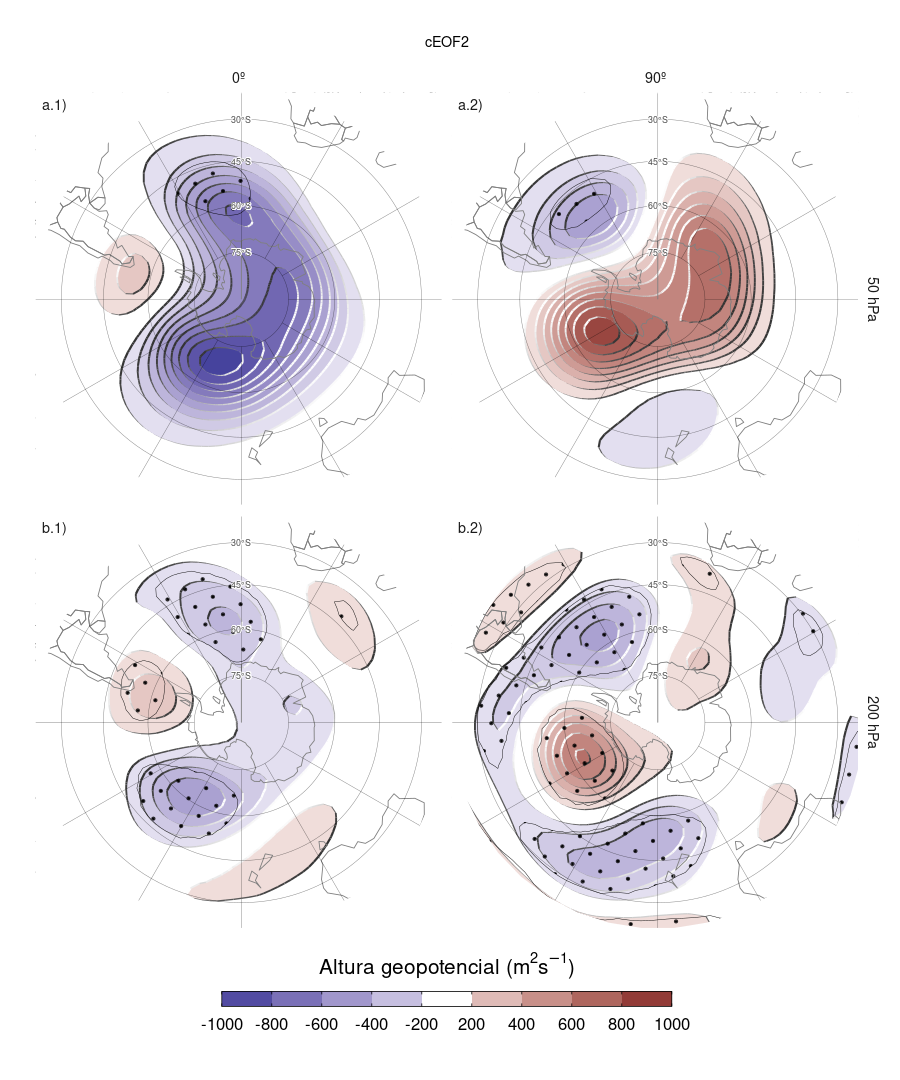 cEOF2
0º 90º
a.1) a.2)
30°S 30°S
45°S 45°S
60°S 60°S
75°S 75°S
50 hPa
b.1) b.2)
30°S 30°S
45°S 45°S
60°S 60°S
75°S 75°S
200 hPa
Altura geopotencial (m²s⁻¹)
-1000 -800 -600 -400 -200 200 400 600 800 1000